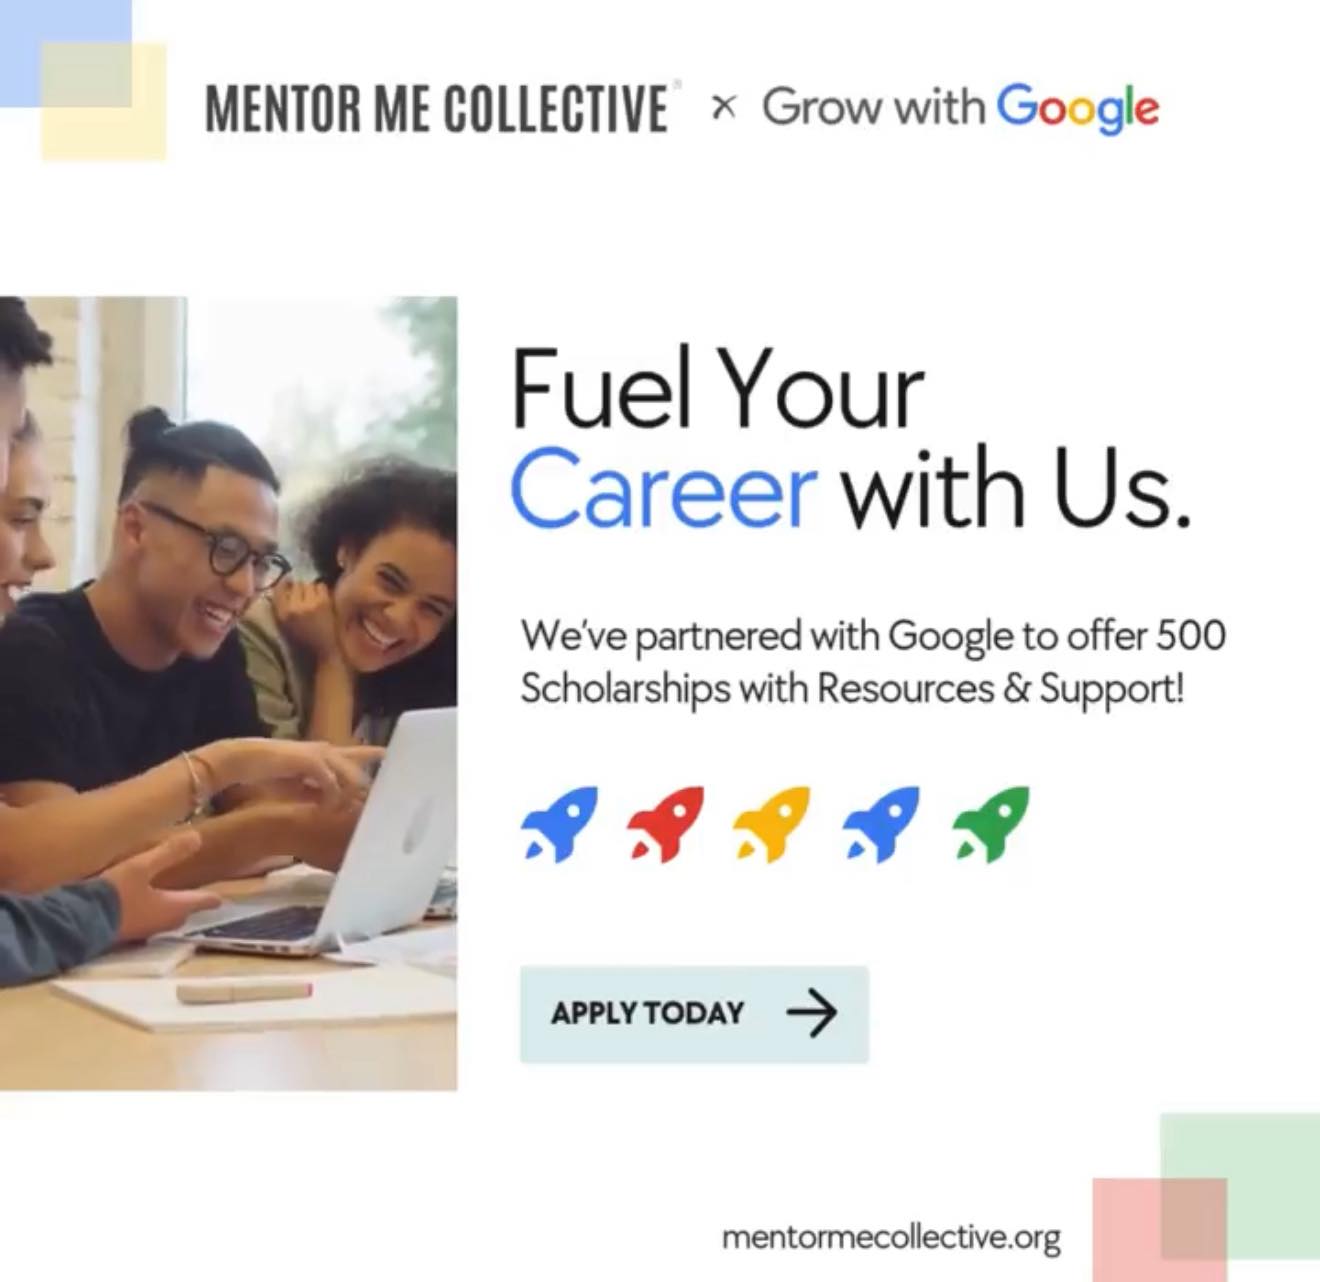 MENTOR ME COLLECTIVE® × Grow with Google
Fuel Your
Career with Us.
We've partnered with Google to offer 500
Scholarships with Resources & Support!
APPLY TODAY →
mentormecollective.org